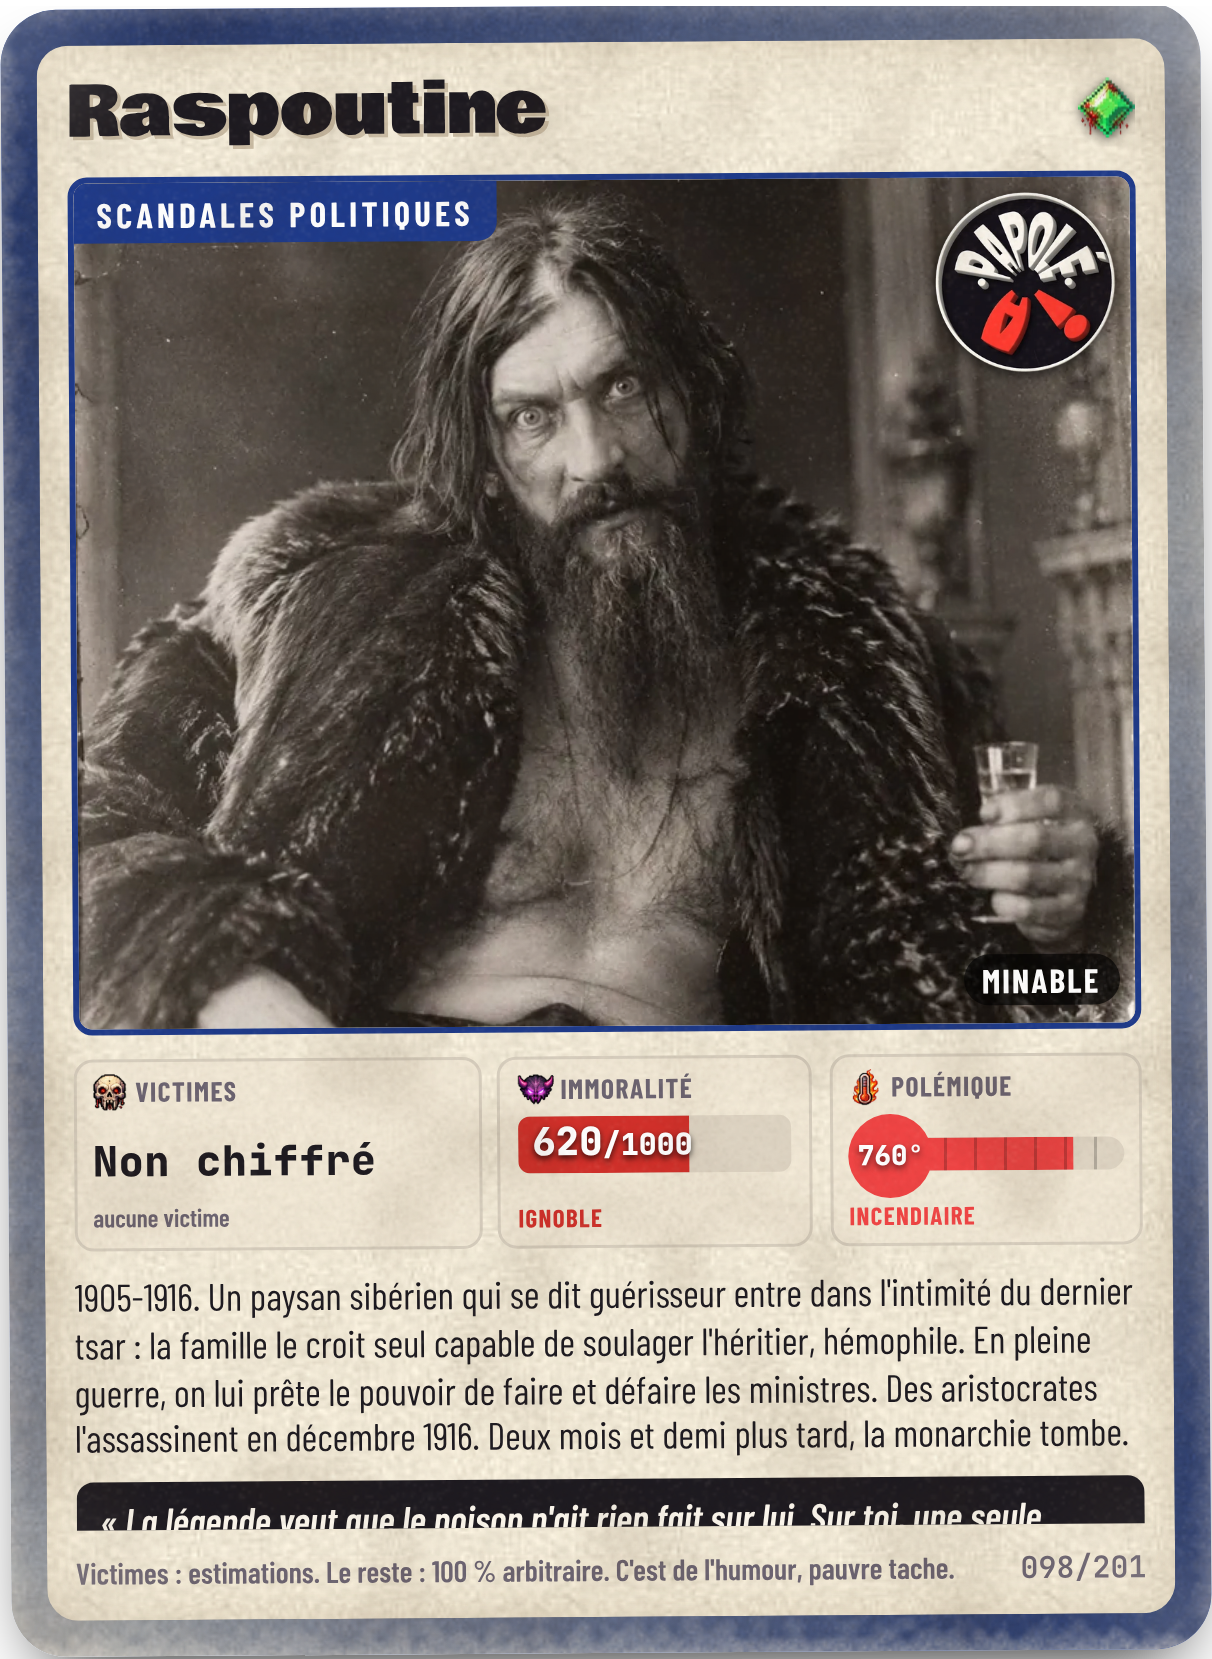 Raspoutine
SCANDALES POLITIQUES
.PAPOLÉ.
MINABLE
VICTIMES
Non chiffré
aucune victime
IMMORALITÉ
620/1000
IGNOBLE
POLÉMIQUE
760°
INCENDIAIRE
1905-1916. Un paysan sibérien qui se dit guérisseur entre dans l'intimité du dernier
tsar : la famille le croit seul capable de soulager l'héritier, hémophile. En pleine
guerre, on lui prête le pouvoir de faire et défaire les ministres. Des aristocrates
l'assassinent en décembre 1916. Deux mois et demi plus tard, la monarchie tombe.
« La légende veut que le poison n'ait rien fait sur lui. Sur toi, une seule
Victimes : estimations. Le reste : 100 % arbitraire. C'est de l'humour, pauvre tache.
098/201